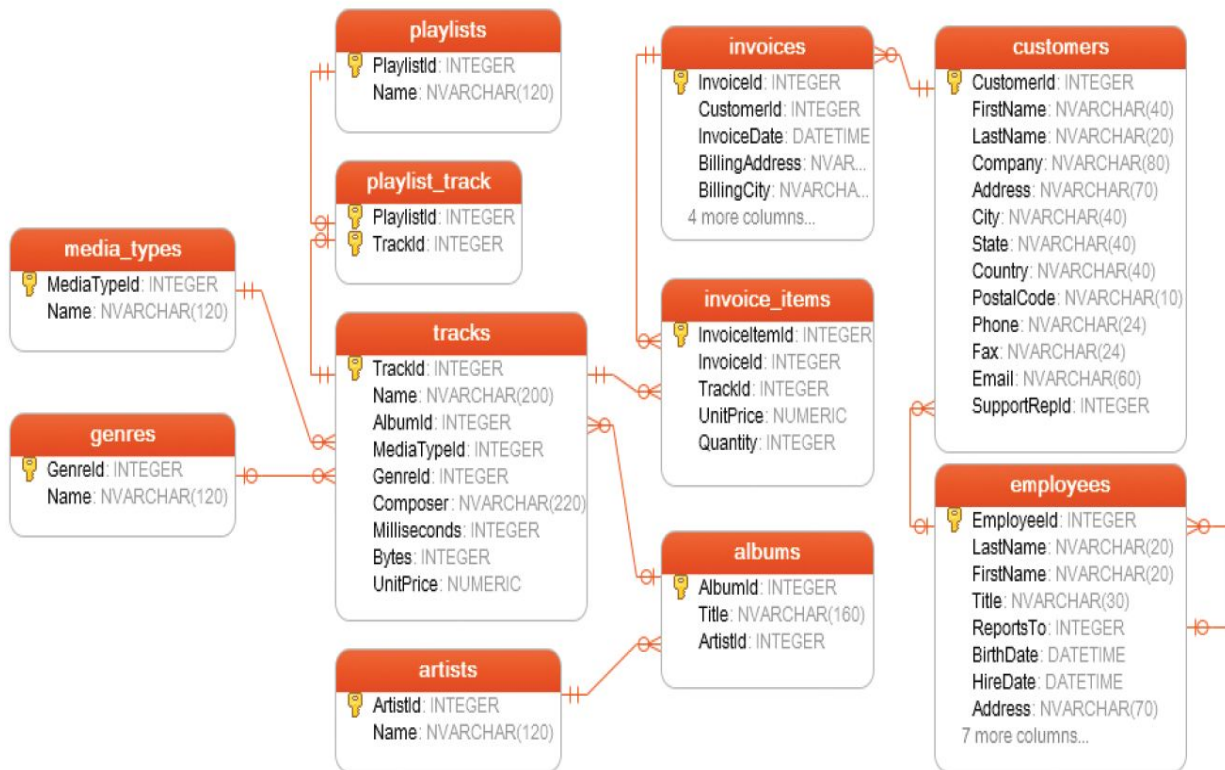 playlists
PlaylistId: INTEGER
Name: NVARCHAR(120)
playlist_track
PlaylistId: INTEGER
TrackId: INTEGER
media_types
MediaTypeId: INTEGER
Name: NVARCHAR(120)
genres
GenreId: INTEGER
Name: NVARCHAR(120)
tracks
TrackId: INTEGER
Name: NVARCHAR(200)
AlbumId: INTEGER
MediaTypeId: INTEGER
GenreId: INTEGER
Composer: NVARCHAR(220)
Milliseconds: INTEGER
Bytes: INTEGER
UnitPrice: NUMERIC
artists
ArtistId: INTEGER
Name: NVARCHAR(120)
invoices
InvoiceId: INTEGER
CustomerId: INTEGER
InvoiceDate: DATETIME
BillingAddress: NVAR...
BillingCity: NVARCHA...
4 more columns...
invoice_items
InvoiceItemId: INTEGER
InvoiceId: INTEGER
TrackId: INTEGER
UnitPrice: NUMERIC
Quantity: INTEGER
albums
AlbumId: INTEGER
Title: NVARCHAR(160)
ArtistId: INTEGER
customers
CustomerId: INTEGER
FirstName: NVARCHAR(40)
LastName: NVARCHAR(20)
Company: NVARCHAR(80)
Address: NVARCHAR(70)
City: NVARCHAR(40)
State: NVARCHAR(40)
Country: NVARCHAR(40)
PostalCode: NVARCHAR(10)
Phone: NVARCHAR(24)
Fax: NVARCHAR(24)
Email: NVARCHAR(60)
SupportRepId: INTEGER
employees
EmployeeId: INTEGER
LastName: NVARCHAR(20)
FirstName: NVARCHAR(20)
Title: NVARCHAR(30)
ReportsTo: INTEGER
BirthDate: DATETIME
HireDate: DATETIME
Address: NVARCHAR(70)
7 more columns...